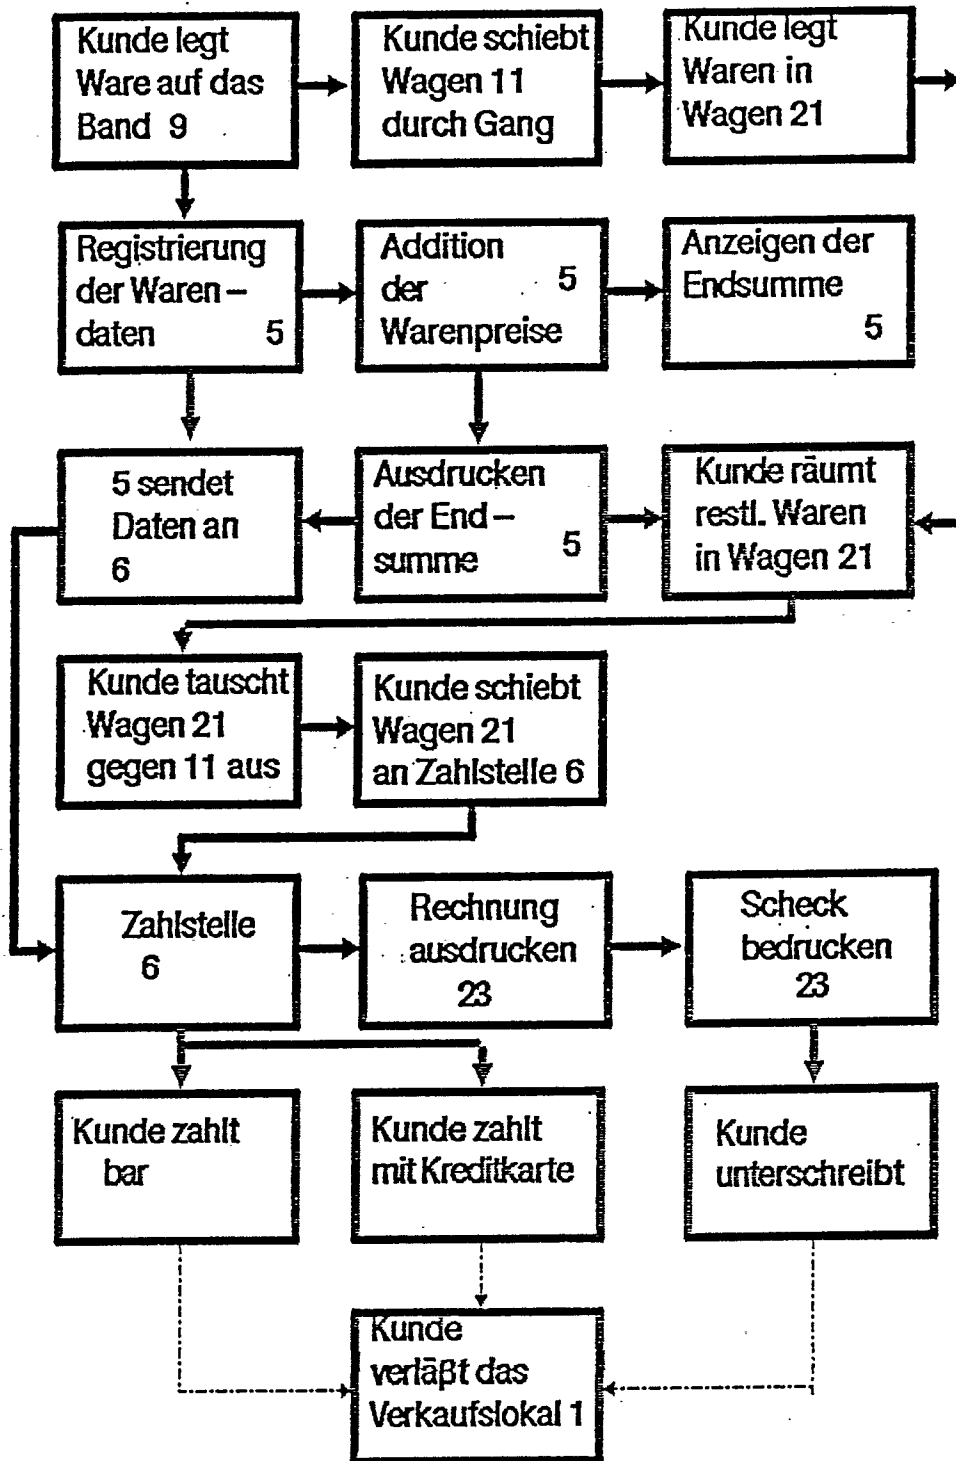 Kunde legt
Ware auf das
Band 9
Kunde schiebt
Wagen 11
durch Gang
Kunde legt
Waren in
Wagen 21
Registrierung
der Waren –
daten 5
Addition
der 5
Warenpreise
Anzeigen der
Endsumme
5
5 sendet
Daten an
6
Ausdrucken
der End –
summe 5
Kunde räumt
restl. Waren
in Wagen 21
Kunde tauscht
Wagen 21
gegen 11 aus
Kunde schiebt
Wagen 21
an Zahlstelle 6
Zahlstelle
6
Rechnung
ausdrucken
23
Scheck
bedrucken
23
Kunde zahlt
bar
Kunde zahlt
mit Kreditkarte
Kunde
unterschreibt
Kunde
verläßt das
Verkaufslokal 1